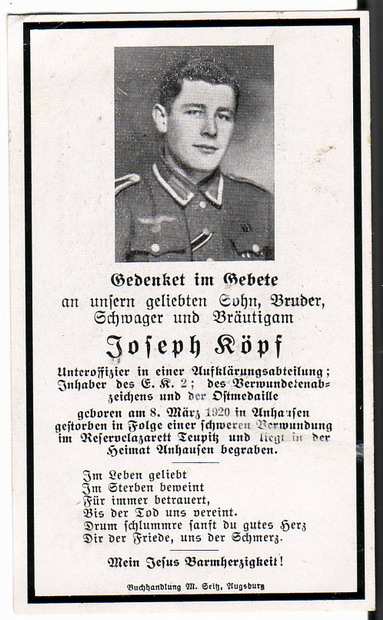 Gedenket im Gebete
an unsern geliebten Sohn, Bruder,
Schwager und Bräutigam
Joseph Köpf
Unteroffizier in einer Aufklärungsabteilung;
Inhaber des E. K. 2; des Verwundetenab-
zeichens und der Ostmedaille
geboren am 8. März 1920 in Anhausen
gestorben in Folge einer schweren Verwundung
im Reservelazarett Teupitz und liegt in der
Heimat Anhausen begraben.
Im Leben geliebt
Im Sterben beweint
Für immer betrauert,
Bis der Tod uns vereint.
Drum schlummre sanft du gutes Herz
Dir der Friede, uns der Schmerz.
Mein Jesus Barmherzigkeit!
Buchhandlung M. Seitz, Augsburg